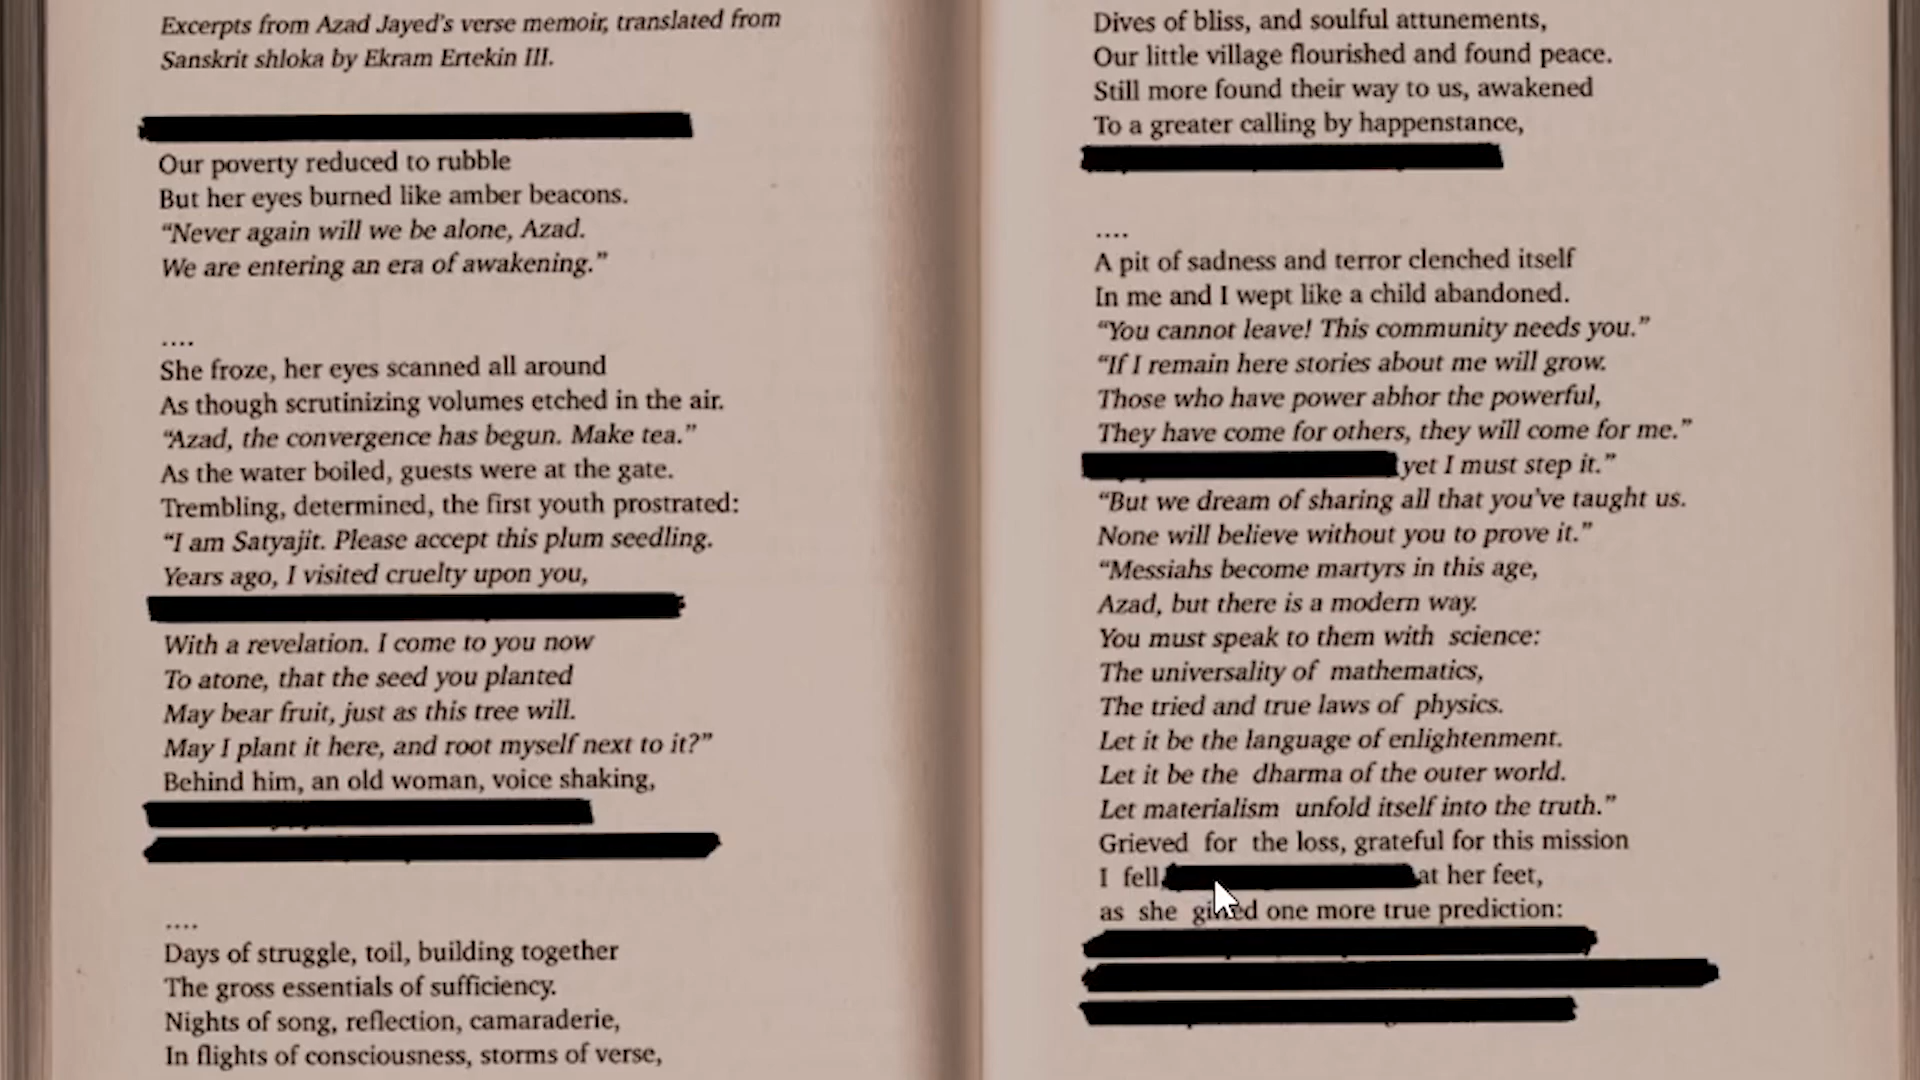 Excerpts from Azad Jayed's verse memoir, translated from
Sanskrit shloka by Ekram Ertekin III.
Our poverty reduced to rubble
But her eyes burned like amber beacons.
“Never again will we be alone, Azad.
We are entering an era of awakening.”
....
She froze, her eyes scanned all around
As though scrutinizing volumes etched in the air.
“Azad, the convergence has begun. Make tea.”
As the water boiled, guests were at the gate.
Trembling, determined, the first youth prostrated:
“I am Satyajit. Please accept this plum seedling.
Years ago, I visited cruelty upon you,
With a revelation. I come to you now
To atone, that the seed you planted
May bear fruit, just as this tree will.
May I plant it here, and root myself next to it?”
Behind him, an old woman, voice shaking,
....
Days of struggle, toil, building together
The gross essentials of sufficiency.
Nights of song, reflection, camaraderie,
In flights of consciousness, storms of verse,
Dives of bliss, and soulful attunements,
Our little village flourished and found peace.
Still more found their way to us, awakened
To a greater calling by happenstance,
....
A pit of sadness and terror clenched itself
In me and I wept like a child abandoned.
“You cannot leave! This community needs you.”
“If I remain here stories about me will grow.
Those who have power abhor the powerful,
They have come for others, they will come for me.”
yet I must step it.”
“But we dream of sharing all that you've taught us.
None will believe without you to prove it.”
“Messiahs become martyrs in this age,
Azad, but there is a modern way.
You must speak to them with science:
The universality of mathematics,
The tried and true laws of physics.
Let it be the language of enlightenment.
Let it be the dharma of the outer world.
Let materialism unfold itself into the truth.”
Grieved for the loss, grateful for this mission
I fell at her feet,
as she one more true prediction: